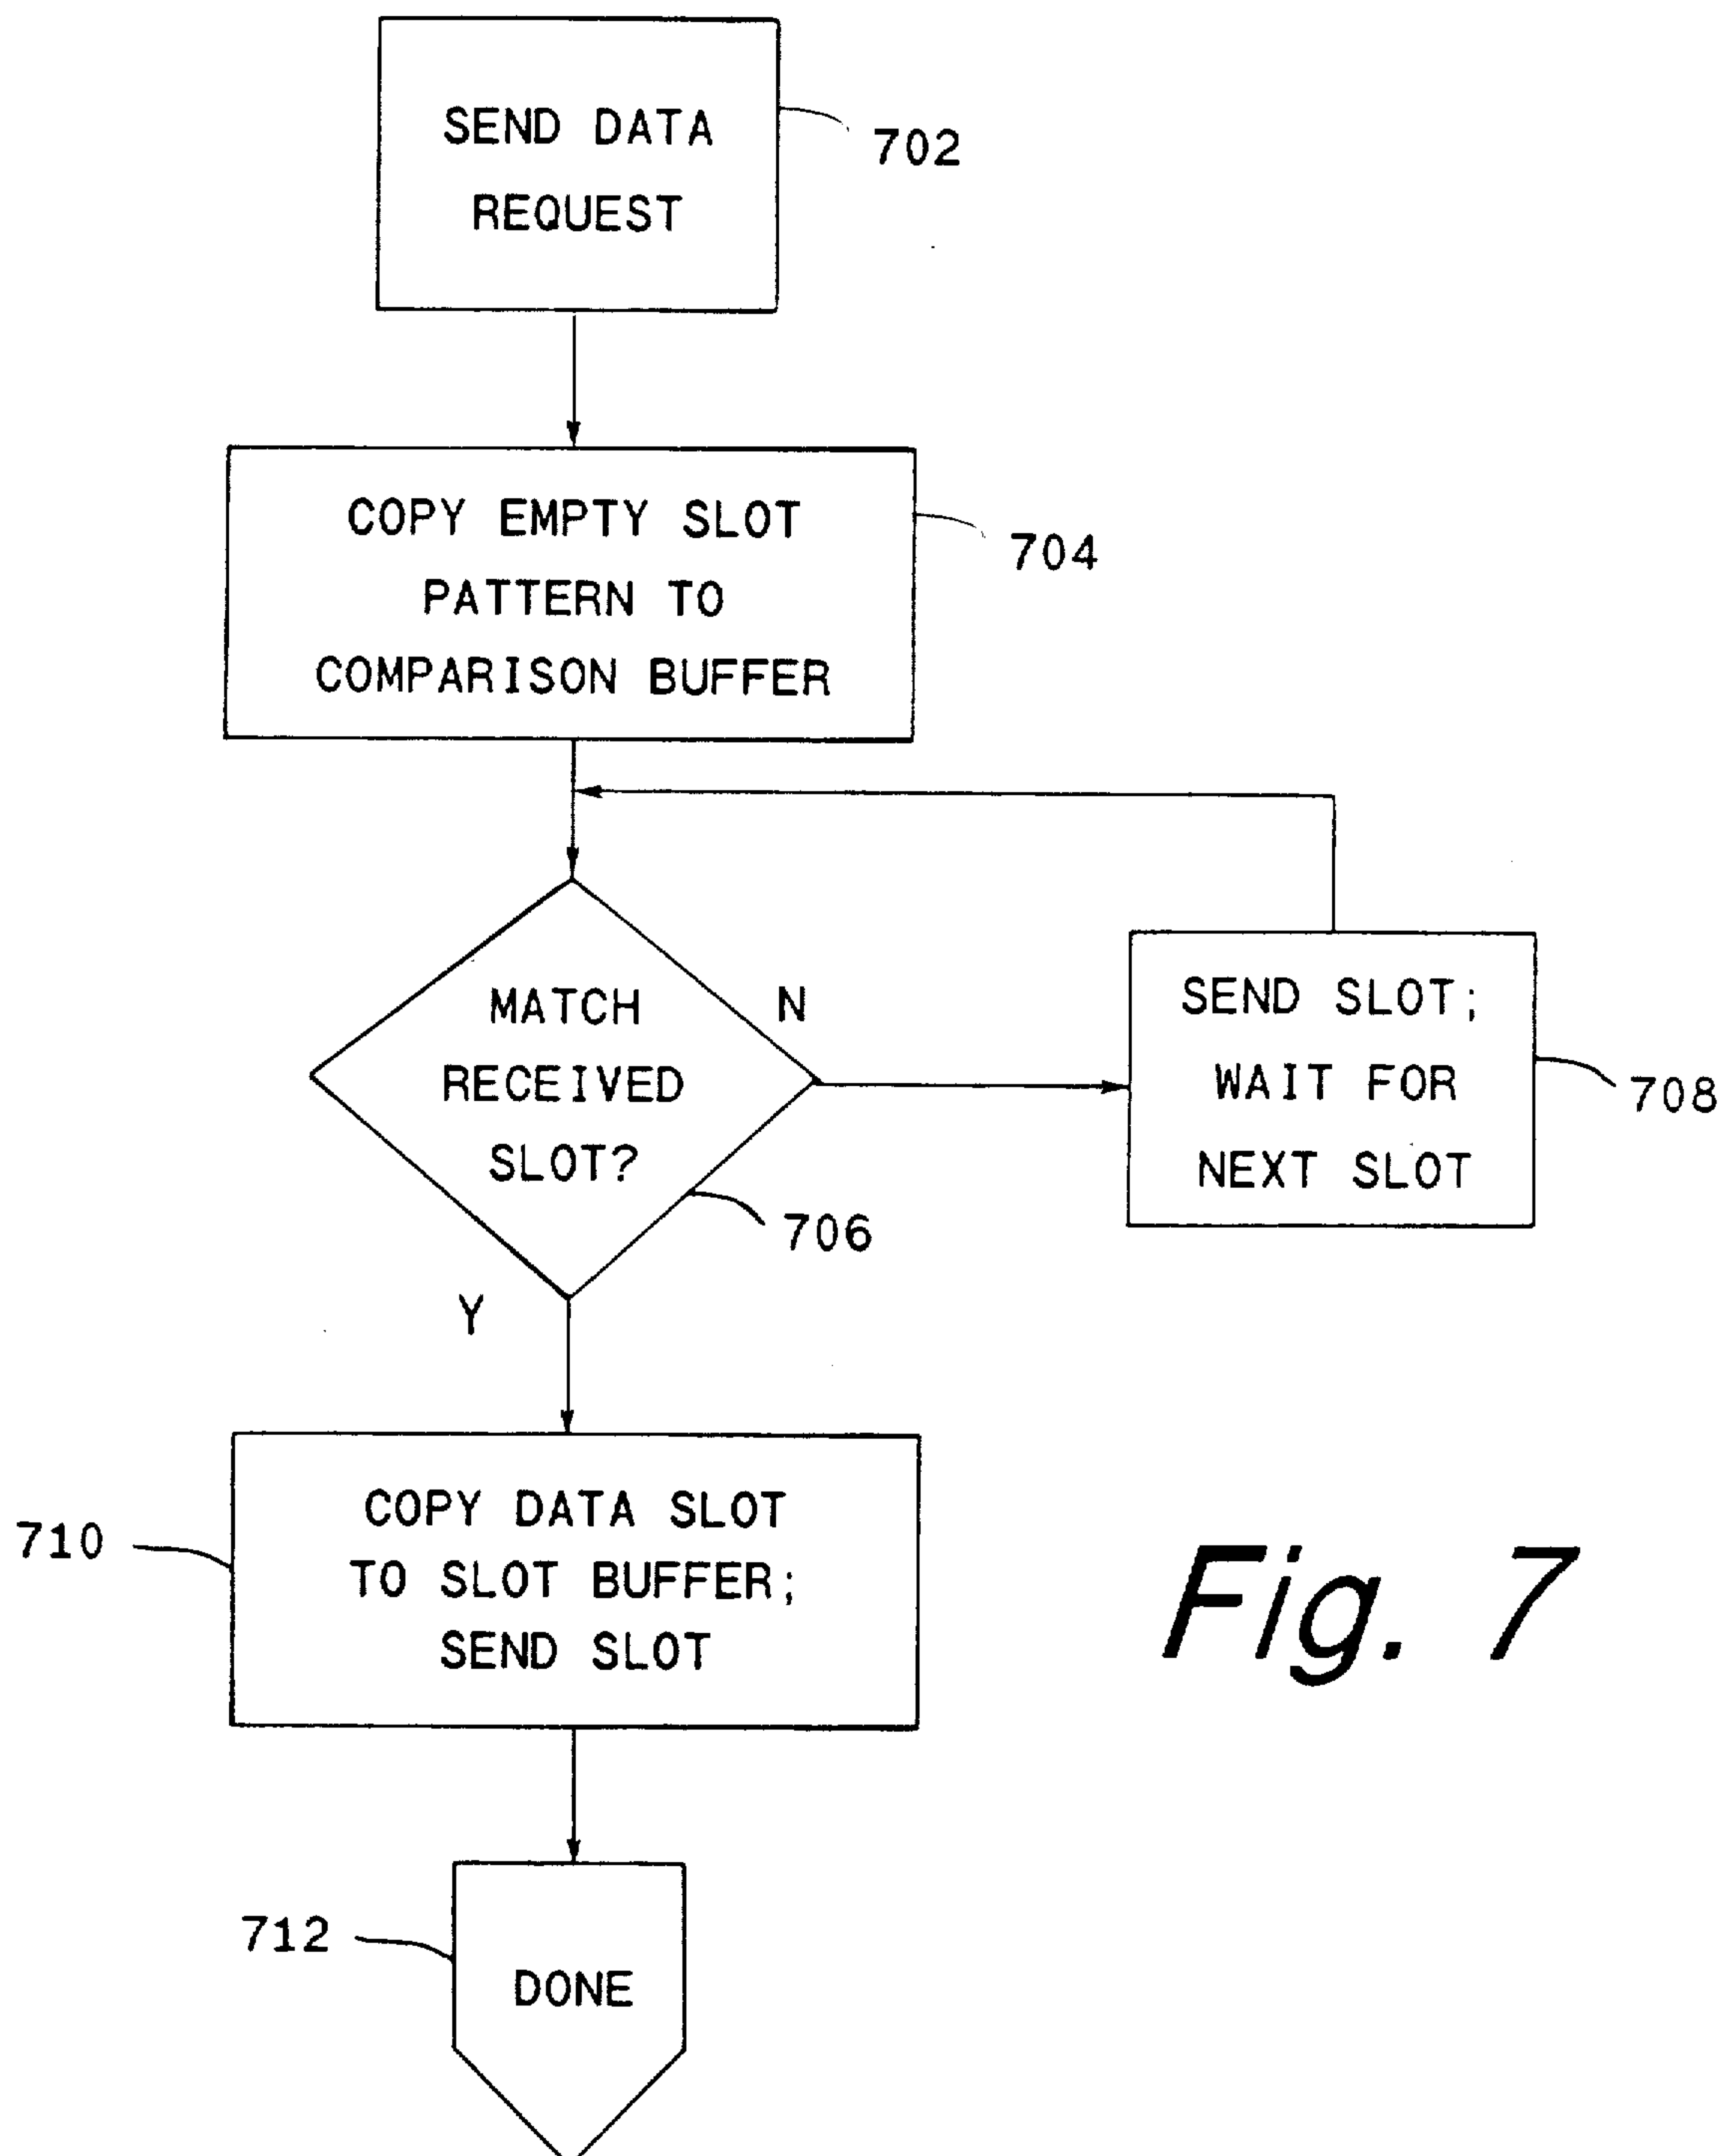 SEND DATA
REQUEST
702
COPY EMPTY SLOT
PATTERN TO
COMPARISON BUFFER
704
MATCH
RECEIVED
SLOT?
N
706
SEND SLOT;
WAIT FOR
NEXT SLOT
708
Y
COPY DATA SLOT
TO SLOT BUFFER;
SEND SLOT
710
Fig. 7
712
DONE